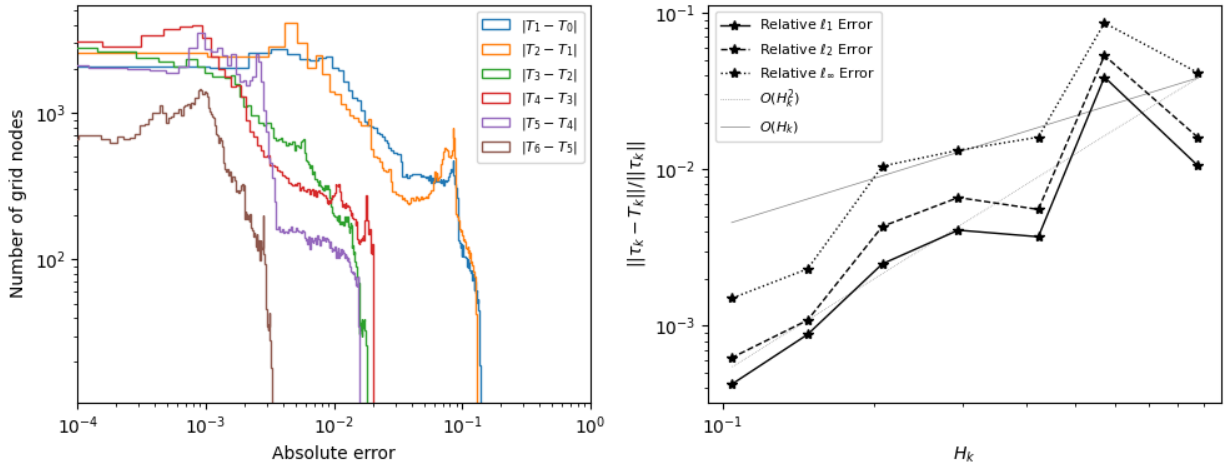 Number of grid nodes
10³
10²
|T₁ − T₀|
|T₂ − T₁|
|T₃ − T₂|
|T₄ − T₃|
|T₅ − T₄|
|T₆ − T₅|
10⁻⁴
10⁻³
10⁻²
10⁻¹
10⁰
Absolute error
||τₖ − Tₖ||/||τₖ||
10⁻¹
10⁻²
10⁻³
Relative ℓ₁ Error
Relative ℓ₂ Error
Relative ℓ∞ Error
O(Hₖ²)
O(Hₖ)
10⁻¹
Hₖ